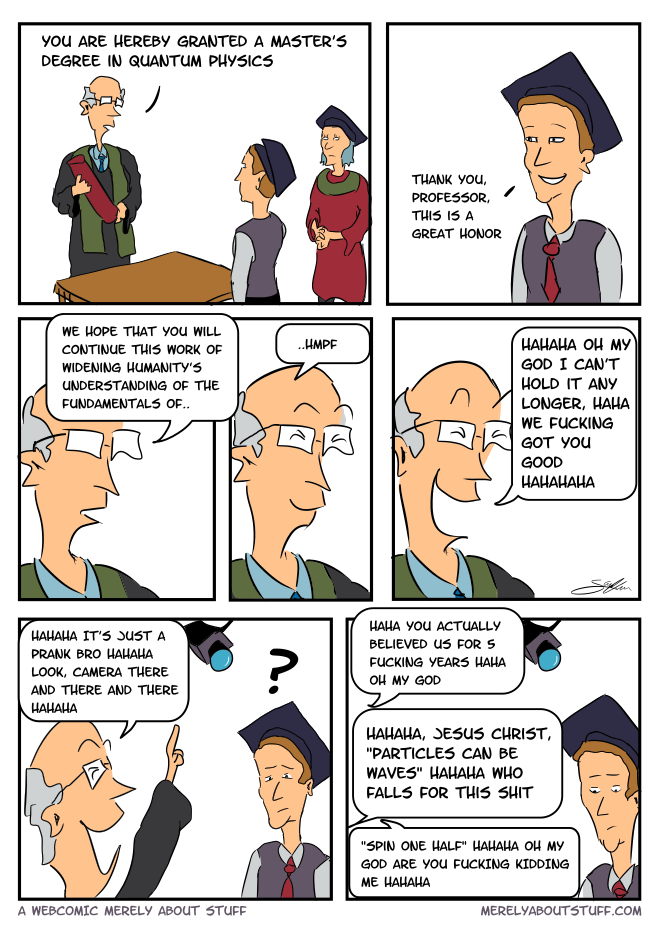 YOU ARE HEREBY GRANTED A MASTER'S
DEGREE IN QUANTUM PHYSICS
THANK YOU,
PROFESSOR,
THIS IS A
GREAT HONOR
WE HOPE THAT YOU WILL
CONTINUE THIS WORK OF
WIDENING HUMANITY'S
UNDERSTANDING OF THE
FUNDAMENTALS OF..
..HMPF
HAHAHA OH MY
GOD I CAN'T
HOLD IT ANY
LONGER, HAHA
WE FUCKING
GOT YOU
GOOD
HAHAHAHA
HAHAHA IT'S JUST A
PRANK BRO HAHAHA
LOOK, CAMERA THERE
AND THERE AND THERE
HAHAHA
?
HAHA YOU ACTUALLY
BELIEVED US FOR 5
FUCKING YEARS HAHA
OH MY GOD
HAHAHA, JESUS CHRIST,
"PARTICLES CAN BE
WAVES" HAHAHA WHO
FALLS FOR THIS SHIT
"SPIN ONE HALF" HAHAHA OH MY
GOD ARE YOU FUCKING KIDDING
ME HAHAHA
A WEBCOMIC MERELY ABOUT STUFF
MERELYABOUTSTUFF.COM